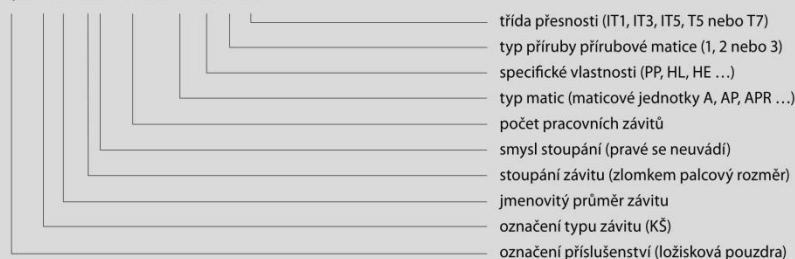 třída přesnosti (IT1, IT3, IT5, T5 nebo T7)
typ příruby přírubové matice (1, 2 nebo 3)
specifické vlastnosti (PP, HL, HE ...)
typ matic (maticové jednotky A, AP, APR ...)
počet pracovních závitů
smysl stoupání (pravé se neuvádí)
stoupání závitu (zlomkem palcový rozměr)
jmenovitý průměr závitu
označení typu závitu (KŠ)
označení příslušenství (ložisková pouzdra)